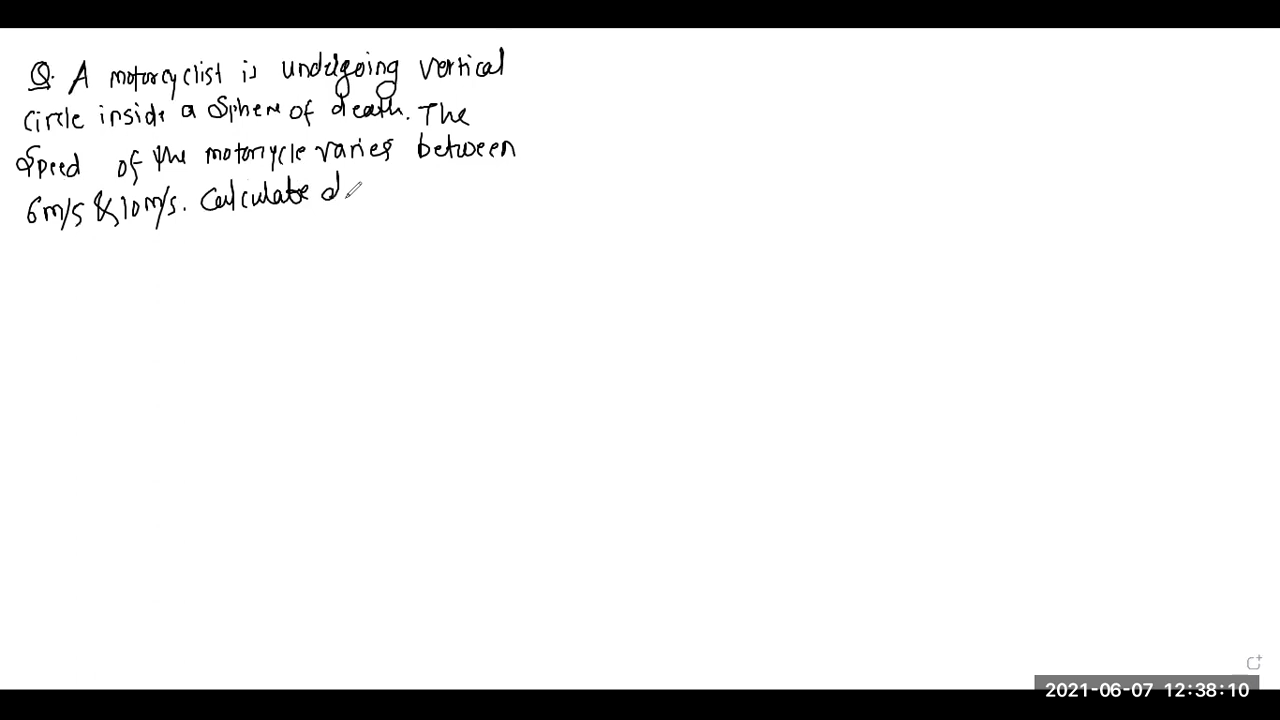 Q. A motorcyclist is undergoing vertical
circle inside a sphere of death. The
speed of the motorcycle varies between
6m/s & 10m/s. Calculate d
2021-06-07 12:38:10